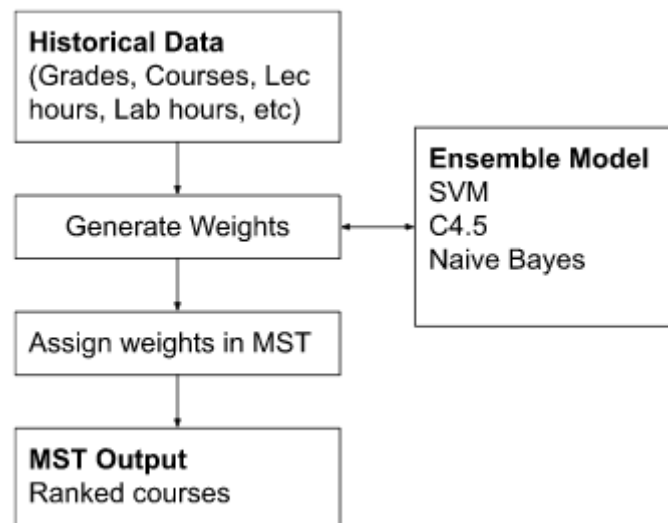 Historical Data
(Grades, Courses, Lec
hours, Lab hours, etc)
Generate Weights
Ensemble Model
SVM
C4.5
Naive Bayes
Assign weights in MST
MST Output
Ranked courses